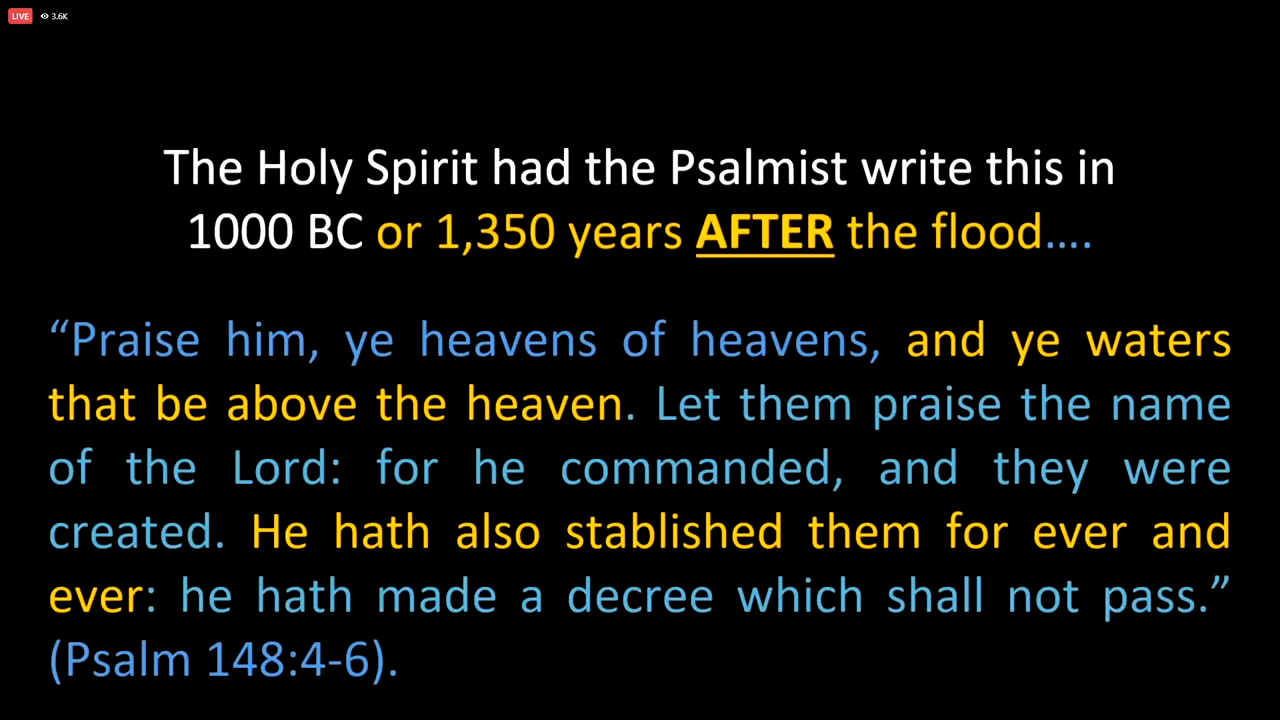 LIVE 3.6K
The Holy Spirit had the Psalmist write this in
1000 BC or 1,350 years AFTER the flood....
“Praise him, ye heavens of heavens, and ye waters
that be above the heaven. Let them praise the name
of the Lord: for he commanded, and they were
created. He hath also stablished them for ever and
ever: he hath made a decree which shall not pass.”
(Psalm 148:4-6).